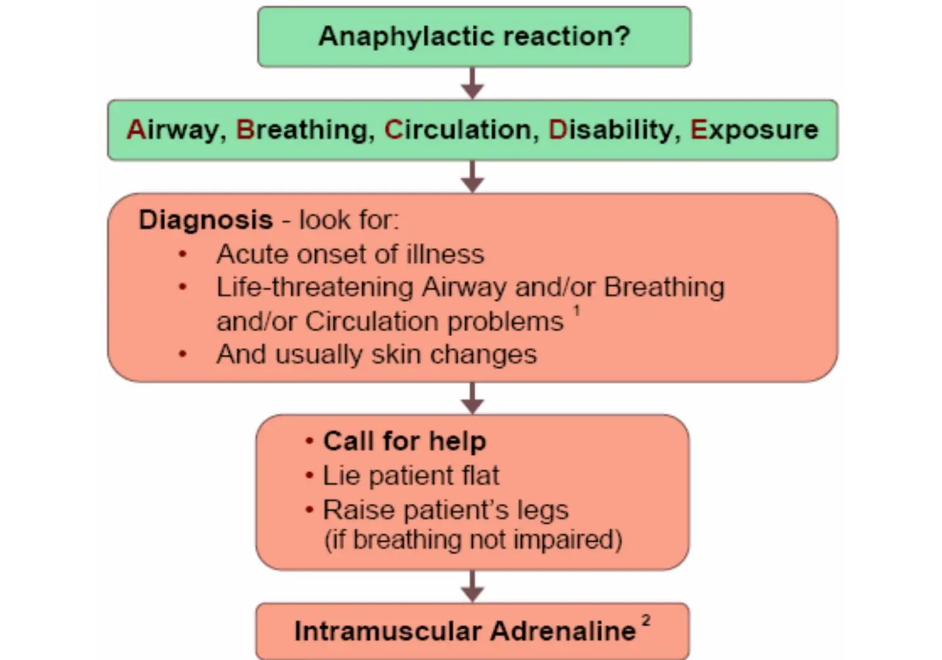 Anaphylactic reaction?
Airway, Breathing, Circulation, Disability, Exposure
Diagnosis - look for:
• Acute onset of illness
• Life-threatening Airway and/or Breathing
and/or Circulation problems ¹
• And usually skin changes
• Call for help
• Lie patient flat
• Raise patient's legs
(if breathing not impaired)
Intramuscular Adrenaline ²